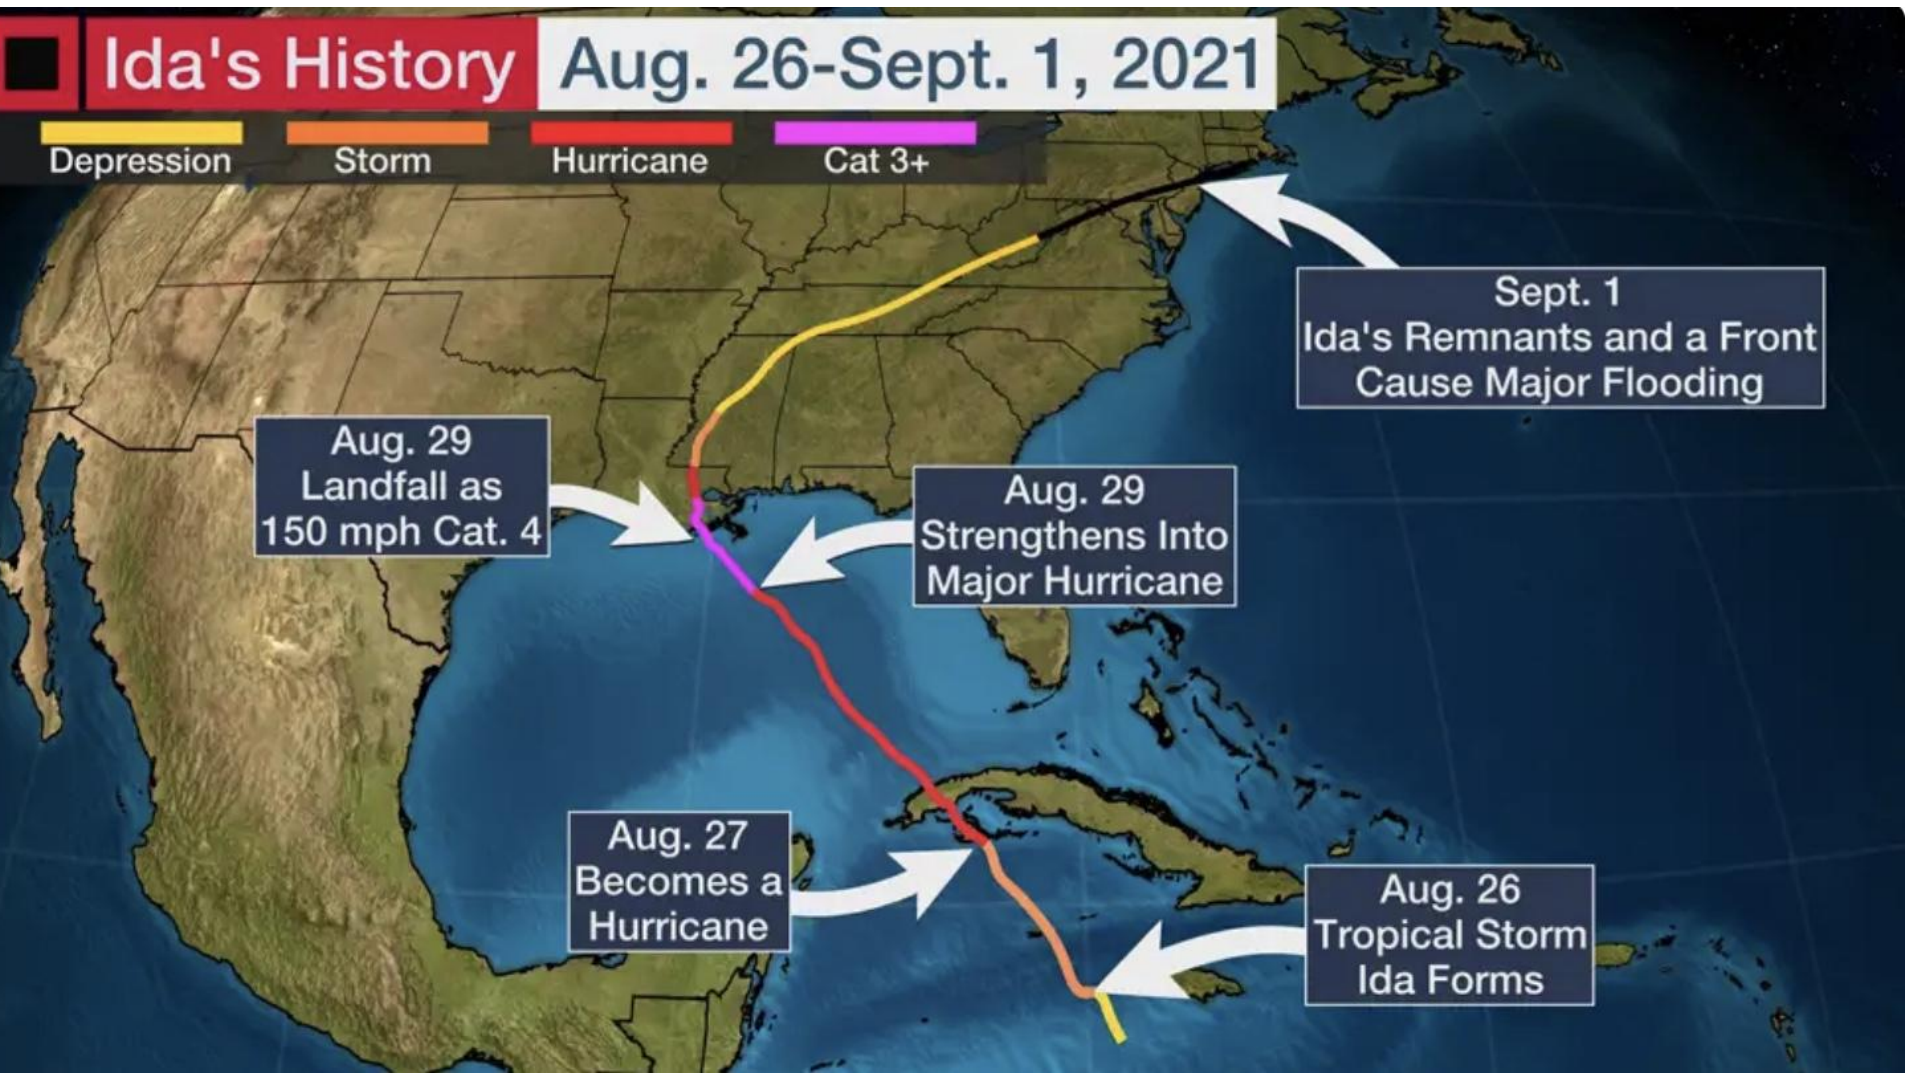 Ida's History
Aug. 26-Sept. 1, 2021
Depression
Storm
Hurricane
Cat 3+
Sept. 1
Ida's Remnants and a Front
Cause Major Flooding
Aug. 29
Landfall as
150 mph Cat. 4
Aug. 29
Strengthens Into
Major Hurricane
Aug. 27
Becomes a
Hurricane
Aug. 26
Tropical Storm
Ida Forms